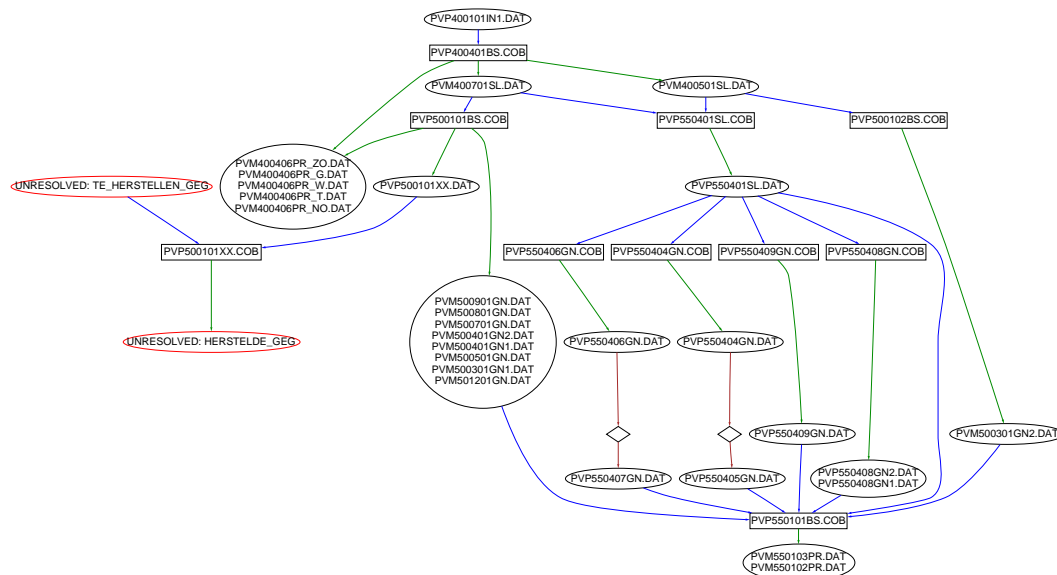 PVP400101IN1.DAT
PVP400401BS.COB
PVM400701SL.DAT
PVM400501SL.DAT
PVP500101BS.COB
PVP550401SL.COB
PVP500102BS.COB
UNRESOLVED: TE_HERSTELLEN_GEG
PVM400406PR_ZO.DAT
PVM400406PR_G.DAT
PVM400406PR_W.DAT
PVM400406PR_T.DAT
PVM400406PR_NO.DAT
PVP500101XX.DAT
PVP550401SL.DAT
PVP500101XX.COB
PVP550406GN.COB
PVP550404GN.COB
PVP550409GN.COB
PVP550408GN.COB
UNRESOLVED: HERSTELDE_GEG
PVM500901GN.DAT
PVM500801GN.DAT
PVM500701GN.DAT
PVM500401GN2.DAT
PVM500401GN1.DAT
PVM500501GN.DAT
PVM500301GN1.DAT
PVM501201GN.DAT
PVP550406GN.DAT
PVP550404GN.DAT
PVP550409GN.DAT
PVM500301GN2.DAT
PVP550407GN.DAT
PVP550405GN.DAT
PVP550408GN2.DAT
PVP550408GN1.DAT
PVP550101BS.COB
PVM550103PR.DAT
PVM550102PR.DAT